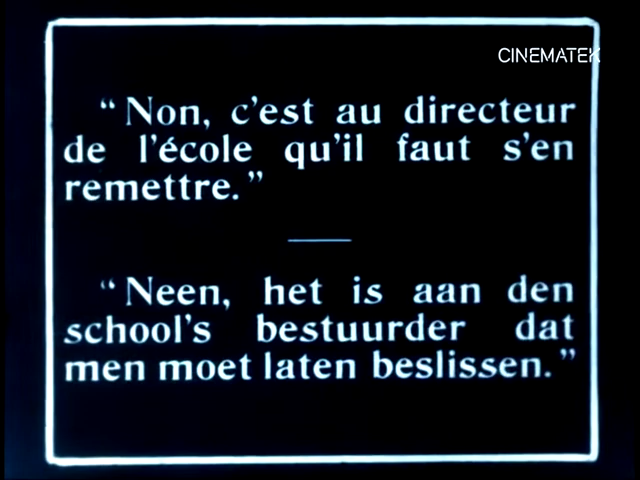 CINEMATEK
“Non, c’est au directeur
de l’école qu’il faut s’en
remettre.”
“Neen, het is aan den
school’s bestuurder dat
men moet laten beslissen.”